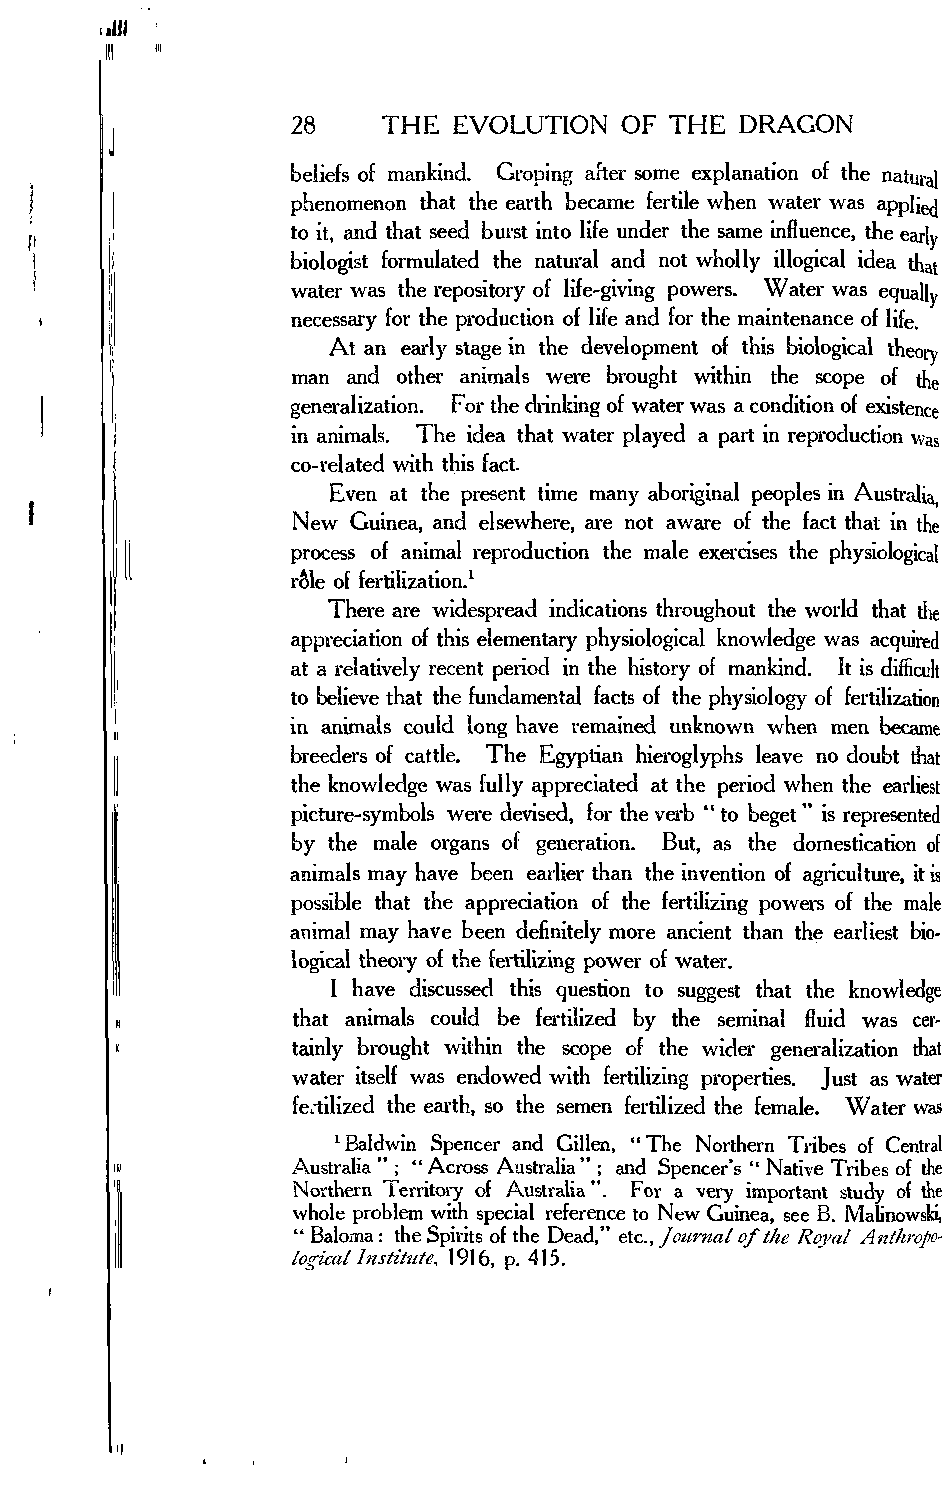 28 THE EVOLUTION OF THE DRAGON
beliefs of mankind. Groping after some explanation of the natural
phenomenon that the earth became fertile when water was applied
to it, and that seed burst into life under the same influence, the early
biologist formulated the natural and not wholly illogical idea that
water was the repository of life-giving powers. Water was equally
necessary for the production of life and for the maintenance of life.
At an early stage in the development of this biological theory
man and other animals were brought within the scope of the
generalization. For the drinking of water was a condition of existence
in animals. The idea that water played a part in reproduction was
co-related with this fact.
Even at the present time many aboriginal peoples in Australia,
New Guinea, and elsewhere, are not aware of the fact that in the
process of animal reproduction the male exercises the physiological
rôle of fertilization.¹
There are widespread indications throughout the world that the
appreciation of this elementary physiological knowledge was acquired
at a relatively recent period in the history of mankind. It is difficult
to believe that the fundamental facts of the physiology of fertilization
in animals could long have remained unknown when men became
breeders of cattle. The Egyptian hieroglyphs leave no doubt that
the knowledge was fully appreciated at the period when the earliest
picture-symbols were devised, for the verb "to beget" is represented
by the male organs of generation. But, as the domestication of
animals may have been earlier than the invention of agriculture, it is
possible that the appreciation of the fertilizing powers of the male
animal may have been definitely more ancient than the earliest bio-
logical theory of the fertilizing power of water.
I have discussed this question to suggest that the knowledge
that animals could be fertilized by the seminal fluid was cer-
tainly brought within the scope of the wider generalization that
water itself was endowed with fertilizing properties. Just as water
fertilized the earth, so the semen fertilized the female. Water was
¹ Baldwin Spencer and Gillen, "The Northern Tribes of Central
Australia"; "Across Australia"; and Spencer's "Native Tribes of the
Northern Territory of Australia". For a very important study of the
whole problem with special reference to New Guinea, see B. Malinowski,
"Baloma: the Spirits of the Dead," etc., Journal of the Royal Anthropo-
logical Institute, 1916, p. 415.